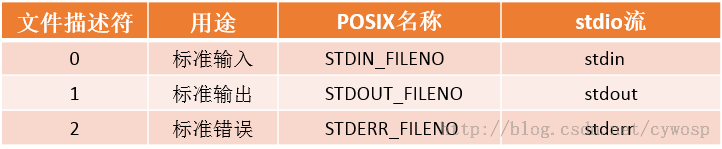 文件描述符 用途 POSIX名称 stdio流
0 标准输入 STDIN_FILENO stdin
1 标准输出 STDOUT_FILENO stdout
2 标准错误 STDERR_FILENO stderr
http://blog.csdn.net/cywosp